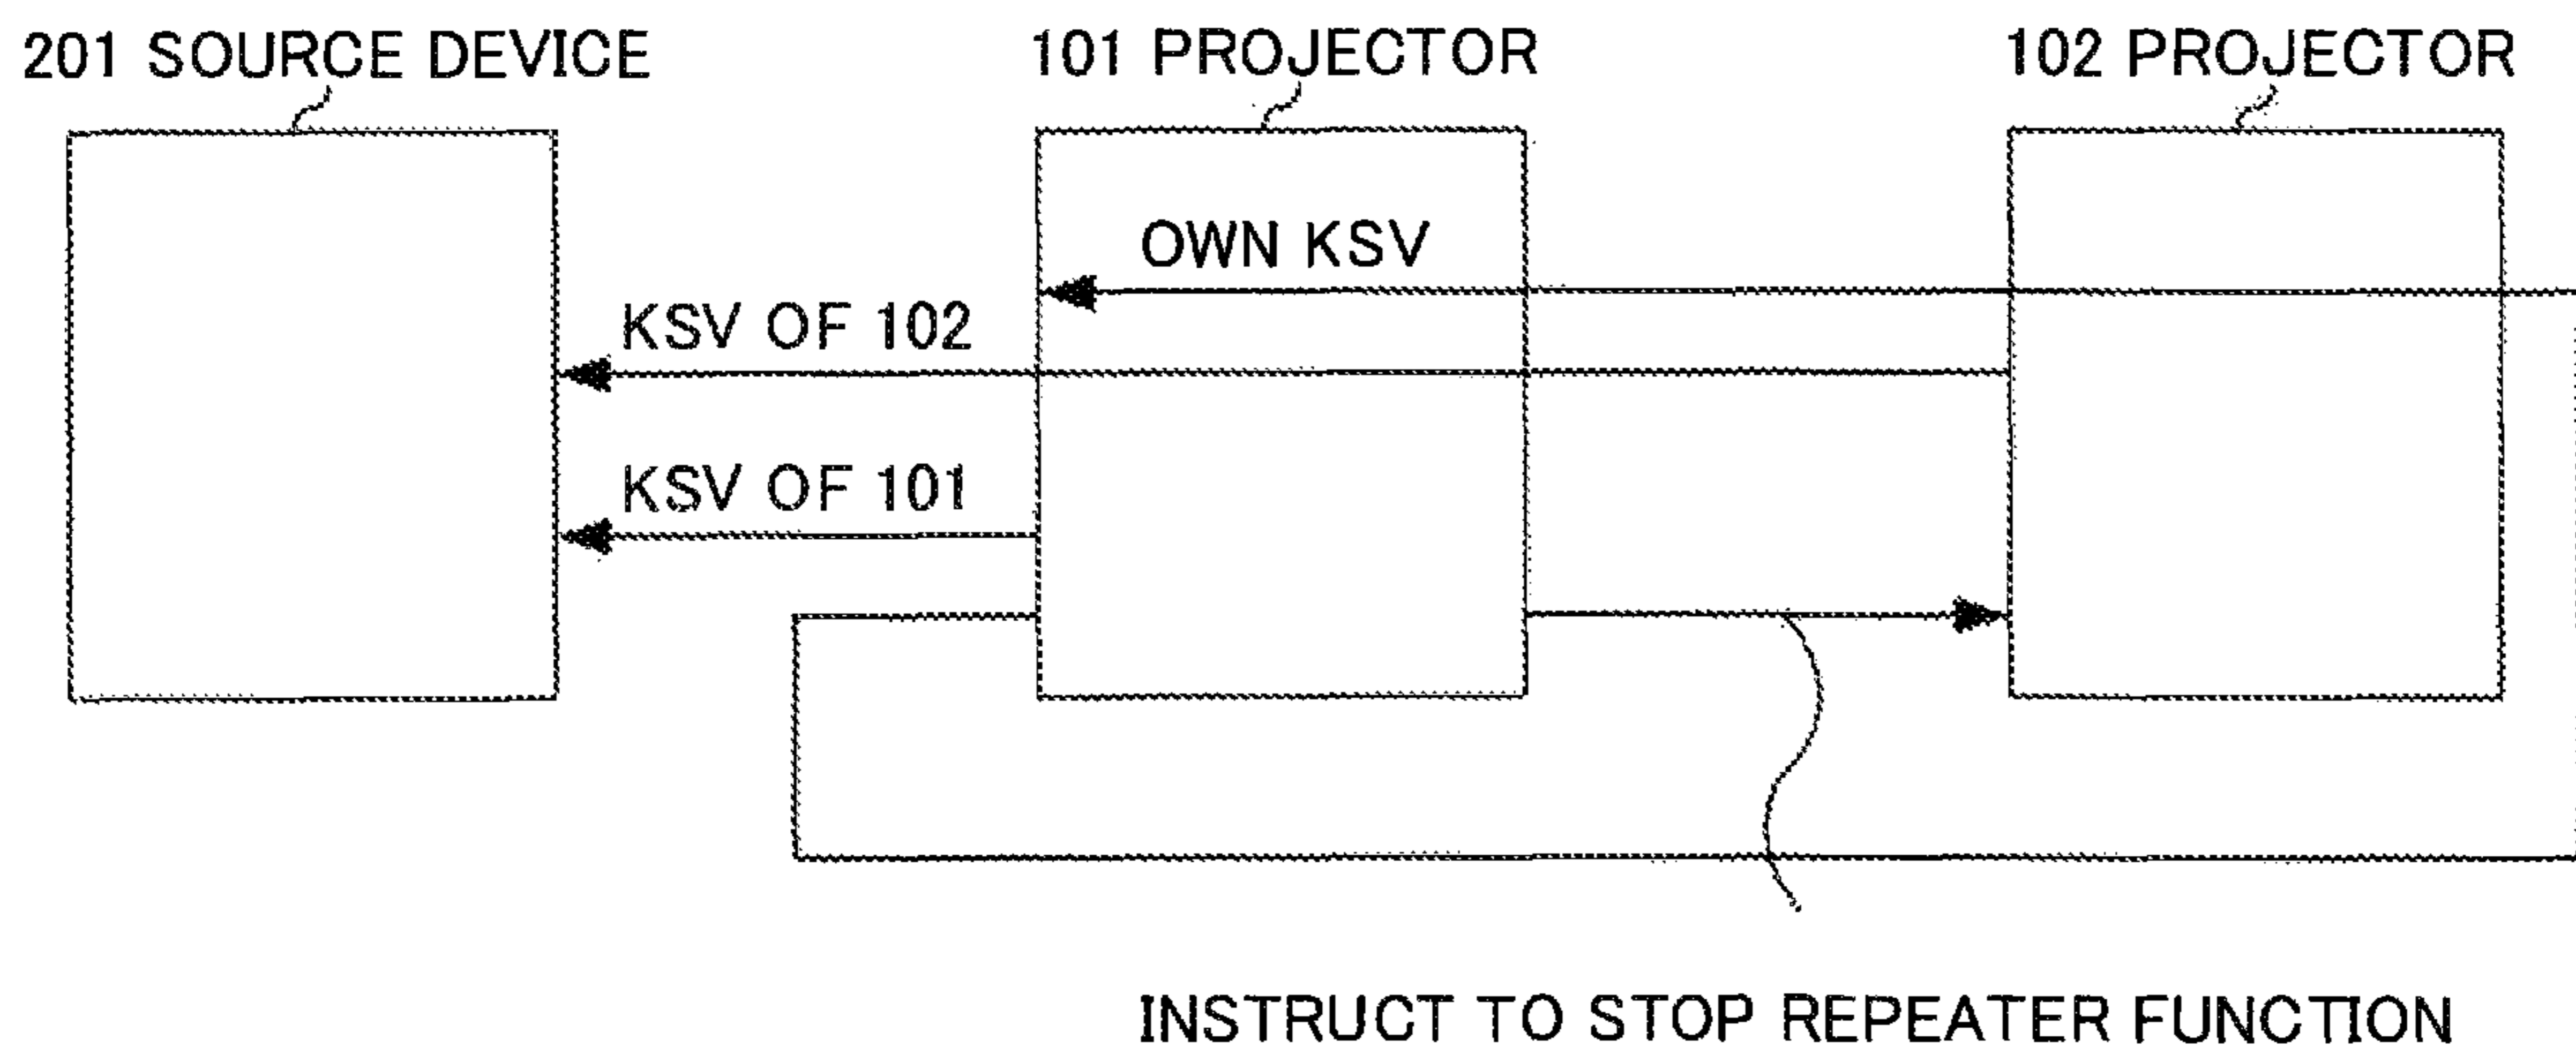 201 SOURCE DEVICE
101 PROJECTOR
102 PROJECTOR
OWN KSV
KSV OF 102
KSV OF 101
INSTRUCT TO STOP REPEATER FUNCTION